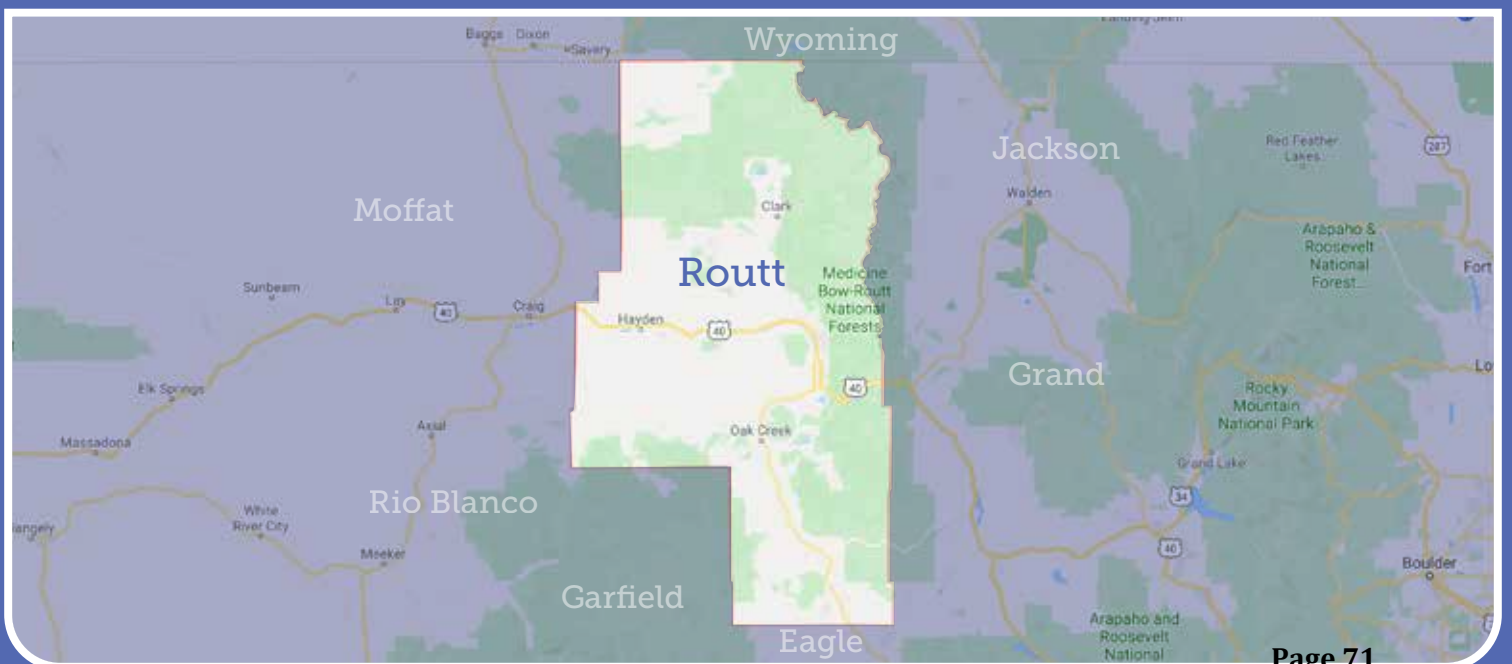 Wyoming
Baggs Dixon
Savery
Jackson
Red Feather
Lakes
287
Walden
Moffat
Clark
Arapaho &
Roosevelt
National
Forest
Fort
Routt
Medicine
Bow-Routt
National
Forests
Sunbeam
Lay
40
Craig
Hayden
40
Elk Springs
40
Grand
Lo
Rocky
Mountain
National Park
Massadona
Axial
Oak Creek
Grand Lake
Rio Blanco
34
White
River City
angely
Meeker
40
Boulder
Garfield
Eagle
Arapaho and
Roosevelt
National
Page 71